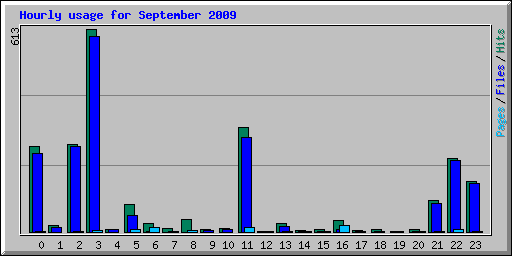 Hourly usage for September 2009
613
Pages/Files/Hits
0 1 2 3 4 5 6 7 8 9 10 11 12 13 14 15 16 17 18 19 20 21 22 23